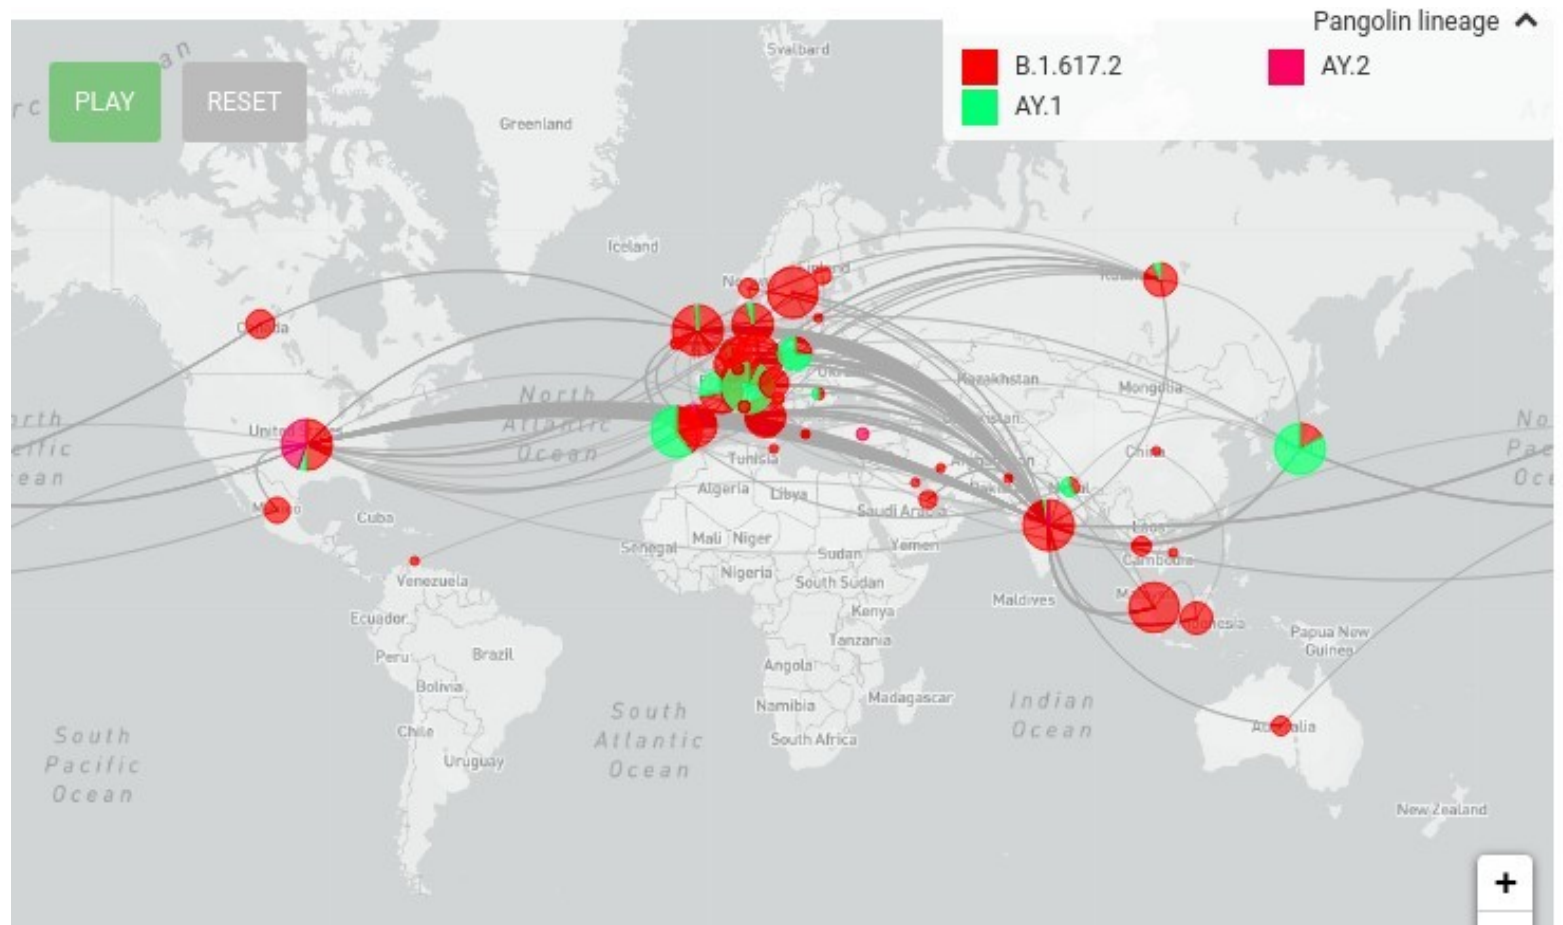 Pangolin lineage
B.1.617.2
AY.2
AY.1
PLAY
RESET
Svalbard
Greenland
Iceland
Kazakhstan
Mongolia
North
Atlantic
Ocean
Tunisia
Algeria
Libya
Cuba
Saudi Arabia
Mali
Niger
Senegal
Sudan
Yemen
Laos
Cambodia
Nigeria
South Sudan
Venezuela
Maldives
Ecuador
Kenya
Papua New
Guinea
Tanzania
Peru
Brazil
Angola
Bolivia
Madagascar
Indian
Ocean
Namibia
South
Atlantic
Ocean
Chile
South Africa
South
Pacific
Ocean
Uruguay
New Zealand
+